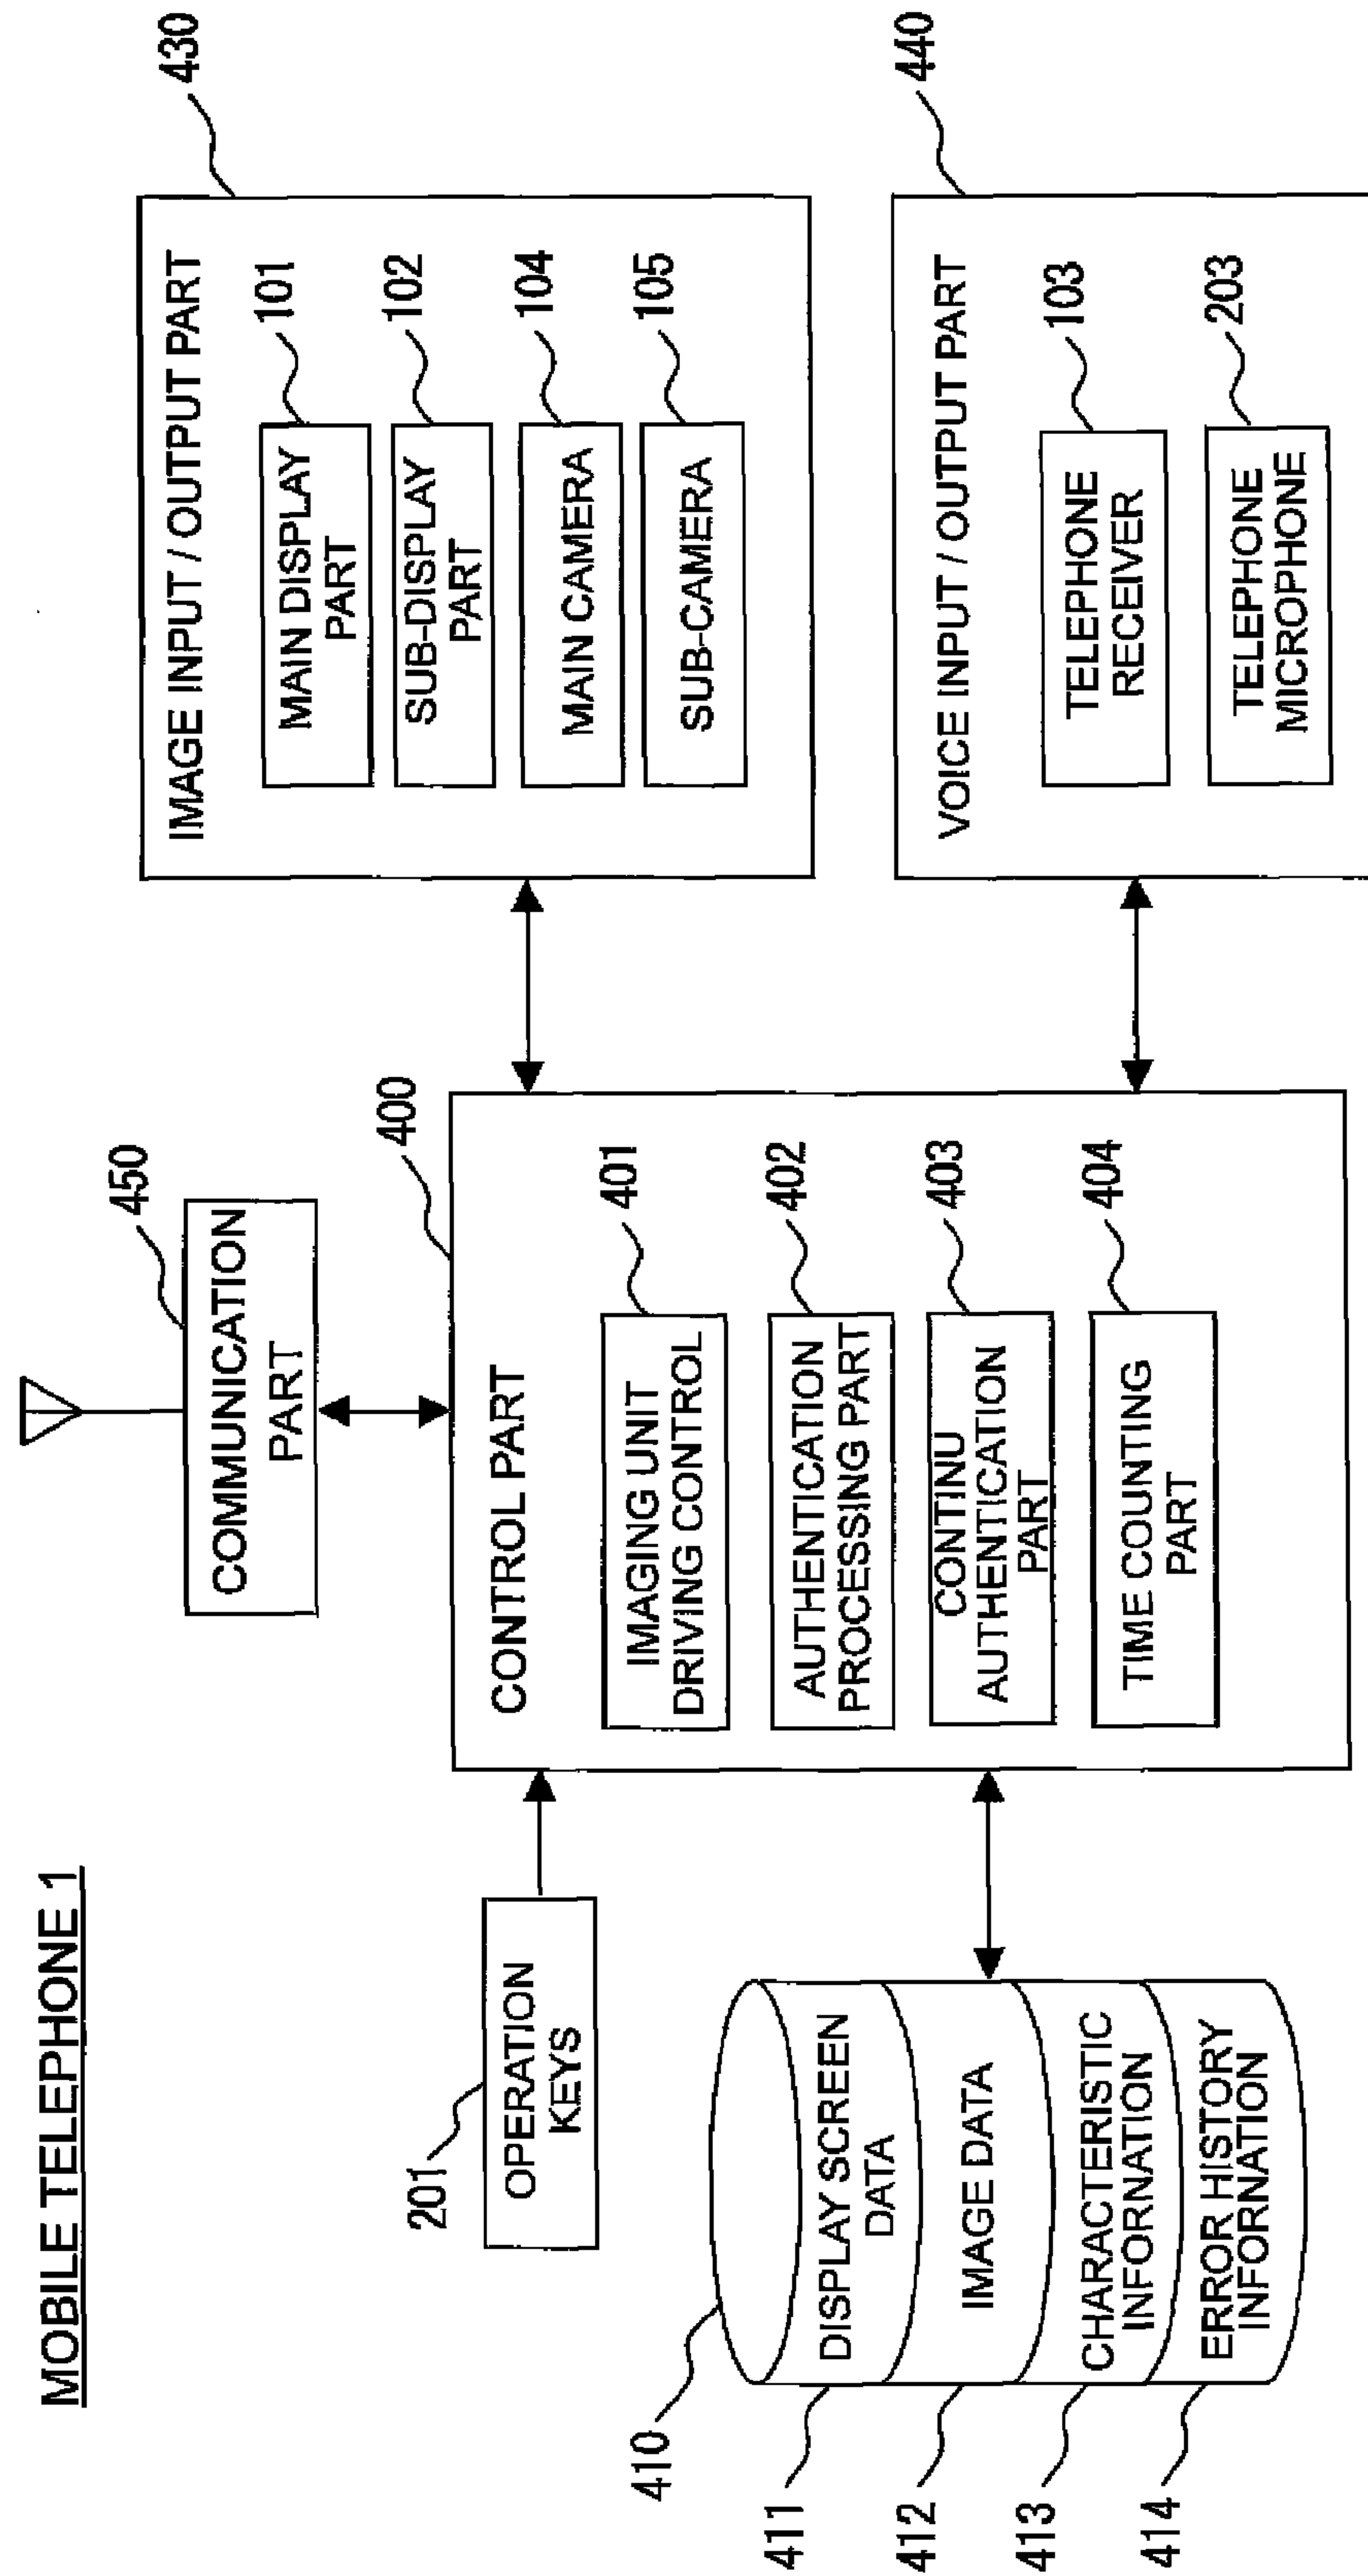 MOBILE TELEPHONE 1
450
COMMUNICATION
PART
201
OPERATION
KEYS
400
CONTROL PART
IMAGING UNIT
DRIVING CONTROL
401
AUTHENTICATION
PROCESSING PART
402
CONTINU
AUTHENTICATION
PART
403
TIME COUNTING
PART
404
410
411
DISPLAY SCREEN
DATA
412
IMAGE DATA
413
CHARACTERISTIC
INFORNATION
414
ERROR HISTORY
INFORNATION
430
IMAGE INPUT / OUTPUT PART
MAIN DISPLAY
PART
101
SUB-DISPLAY
PART
102
MAIN CAMERA
104
SUB-CAMERA
105
440
VOICE INPUT / OUTPUT PART
TELEPHONE
RECEIVER
103
TELEPHONE
MICROPHONE
203